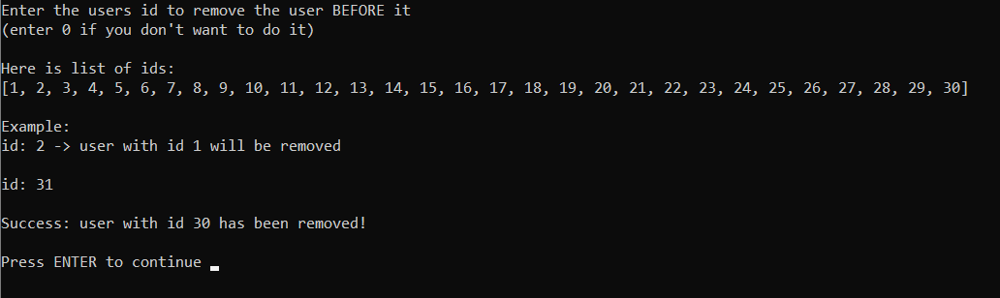 Enter the users id to remove the user BEFORE it
(enter 0 if you don't want to do it)
Here is list of ids:
[1, 2, 3, 4, 5, 6, 7, 8, 9, 10, 11, 12, 13, 14, 15, 16, 17, 18, 19, 20, 21, 22, 23, 24, 25, 26, 27, 28, 29, 30]
Example:
id: 2 -> user with id 1 will be removed
id: 31
Success: user with id 30 has been removed!
Press ENTER to continue